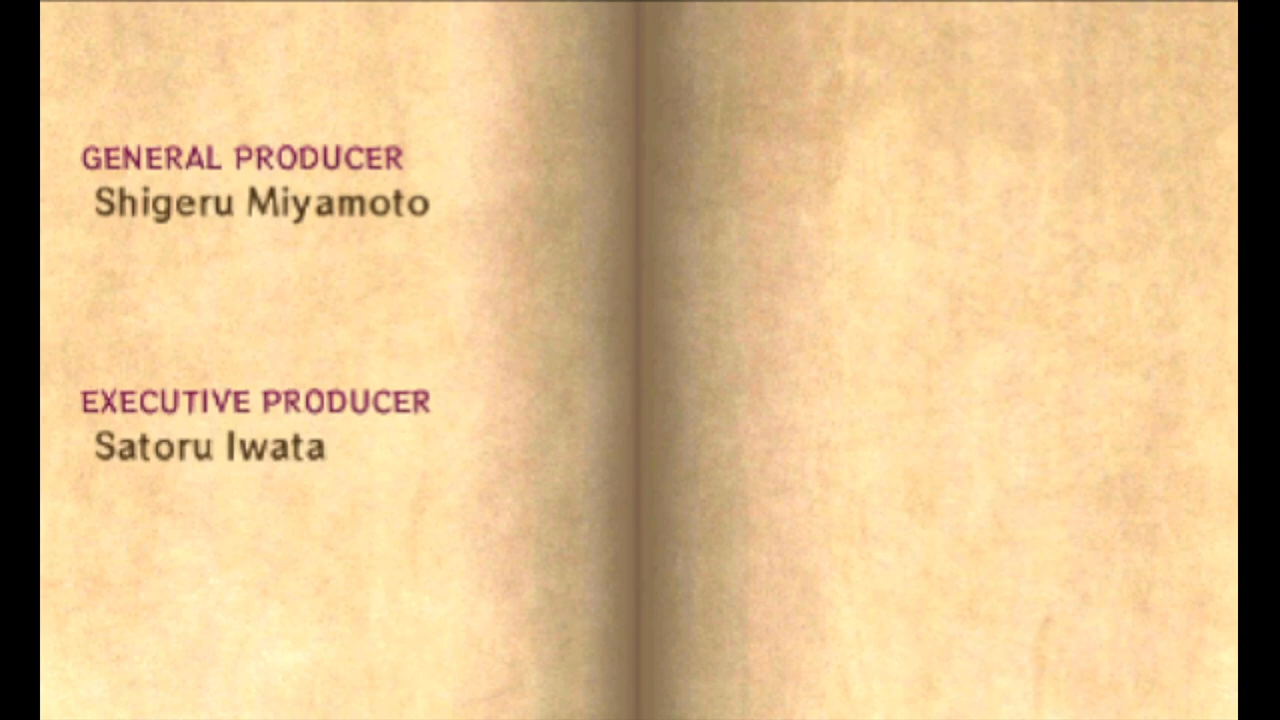 GENERAL PRODUCER
Shigeru Miyamoto
EXECUTIVE PRODUCER
Satoru Iwata